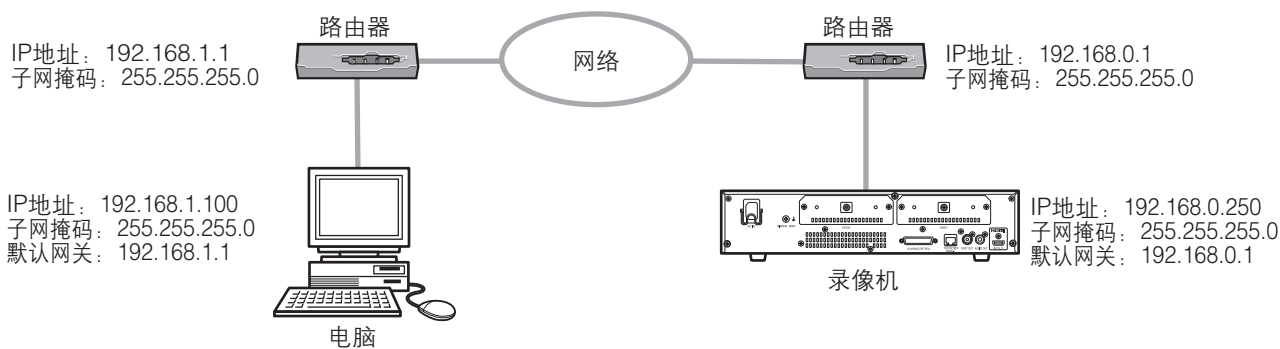 路由器
IP地址：192.168.1.1
子网掩码：255.255.255.0
网络
路由器
IP地址：192.168.0.1
子网掩码：255.255.255.0
IP地址：192.168.1.100
子网掩码：255.255.255.0
默认网关：192.168.1.1
电脑
IP地址：192.168.0.250
子网掩码：255.255.255.0
默认网关：192.168.0.1
录像机